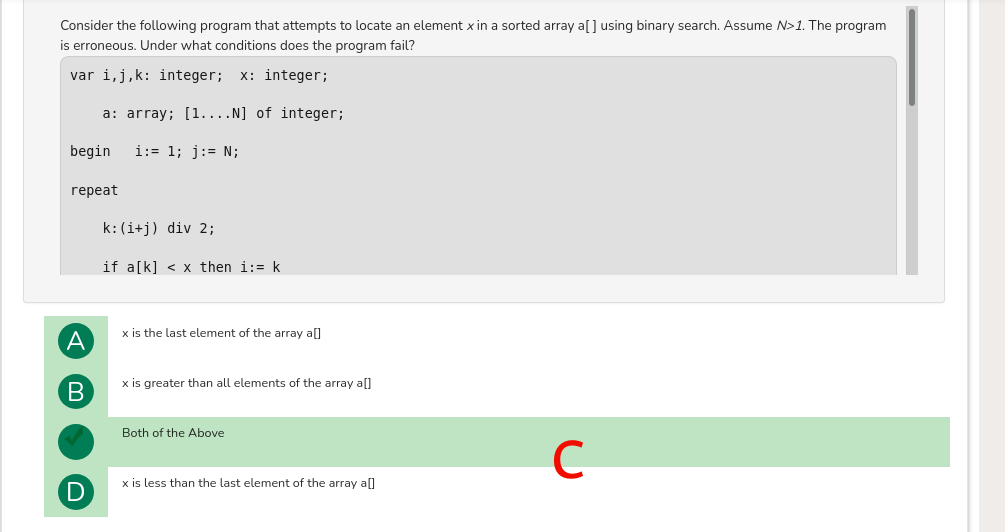 Consider the following program that attempts to locate an element x in a sorted array a[ ] using binary search. Assume N>1. The program
is erroneous. Under what conditions does the program fail?
var i,j,k: integer;  x: integer;
    a: array; [1....N] of integer;
begin   i:= 1; j:= N;
repeat
    k:(i+j) div 2;
    if a[k] < x then i:= k
A
x is the last element of the array a[]
B
x is greater than all elements of the array a[]
Both of the Above
C
D
x is less than the last element of the array a[]